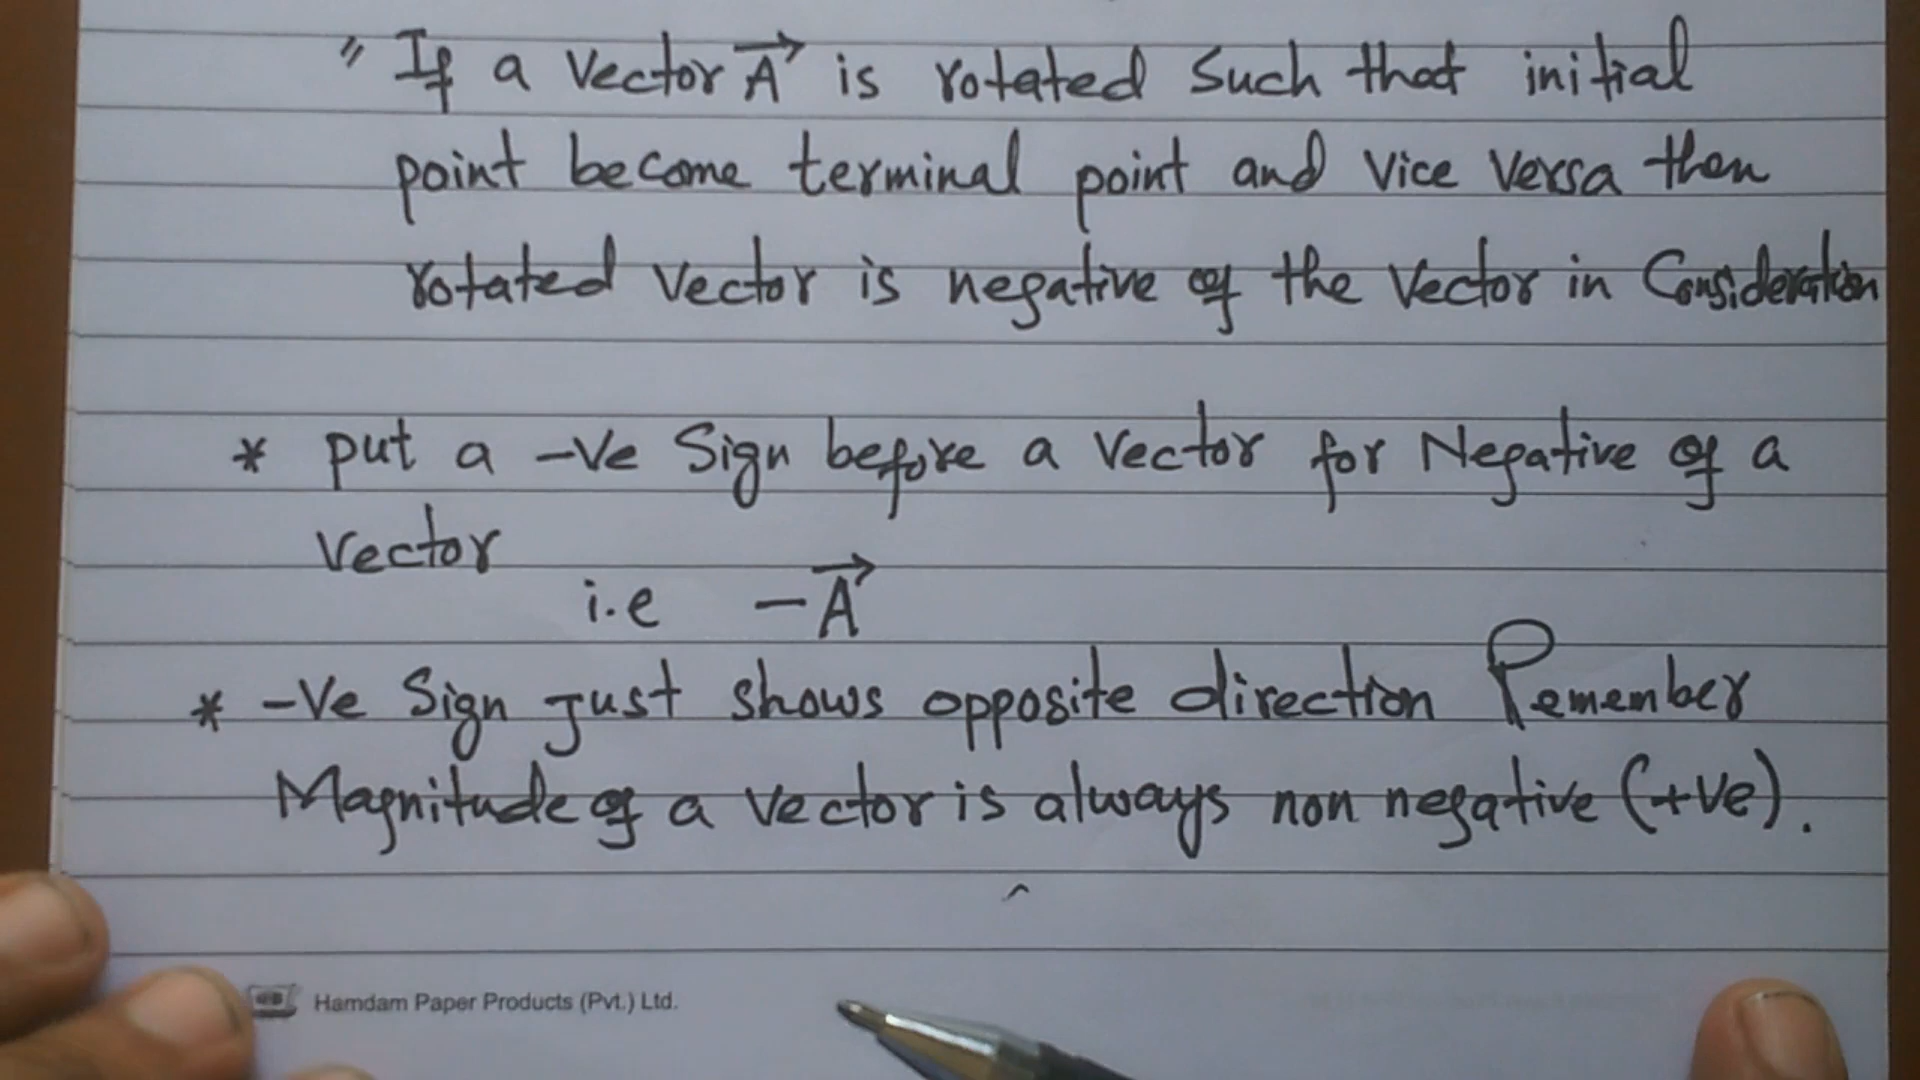 " If a vector A⃗ is rotated such that initial
point become terminal point and vice versa then
rotated vector is negative of the vector in Consideration
* put a -ve Sign before a vector for Negative of a
vector
i.e -A⃗
* -ve Sign just shows opposite direction Remember
Magnitude of a vector is always non negative (+ve).
Hamdam Paper Products (Pvt.) Ltd.